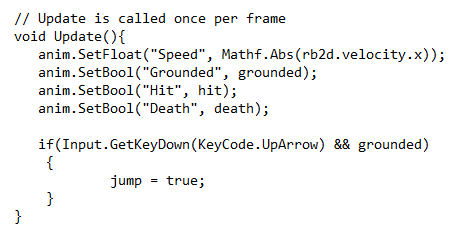 // Update is called once per frame
void Update(){
   anim.SetFloat("Speed", Mathf.Abs(rb2d.velocity.x));
   anim.SetBool("Grounded", grounded);
   anim.SetBool("Hit", hit);
   anim.SetBool("Death", death);

   if(Input.GetKeyDown(KeyCode.UpArrow) && grounded)
    {
            jump = true;
    }
}